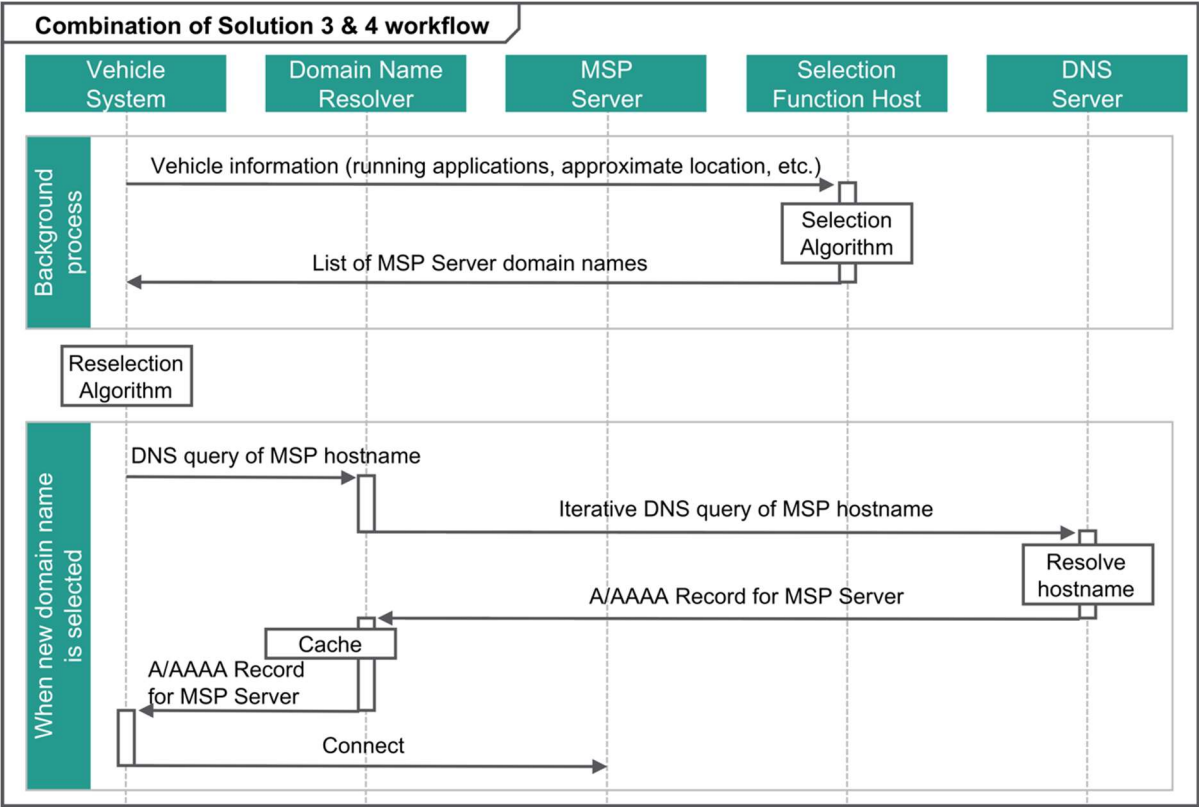 Combination of Solution 3 & 4 workflow
Vehicle
System
Domain Name
Resolver
MSP
Server
Selection
Function Host
DNS
Server
Background
process
Vehicle information (running applications, approximate location, etc.)
Selection
Algorithm
List of MSP Server domain names
Reselection
Algorithm
When new domain name
is selected
DNS query of MSP hostname
Iterative DNS query of MSP hostname
Resolve
hostname
A/AAAA Record for MSP Server
Cache
A/AAAA Record
for MSP Server
Connect